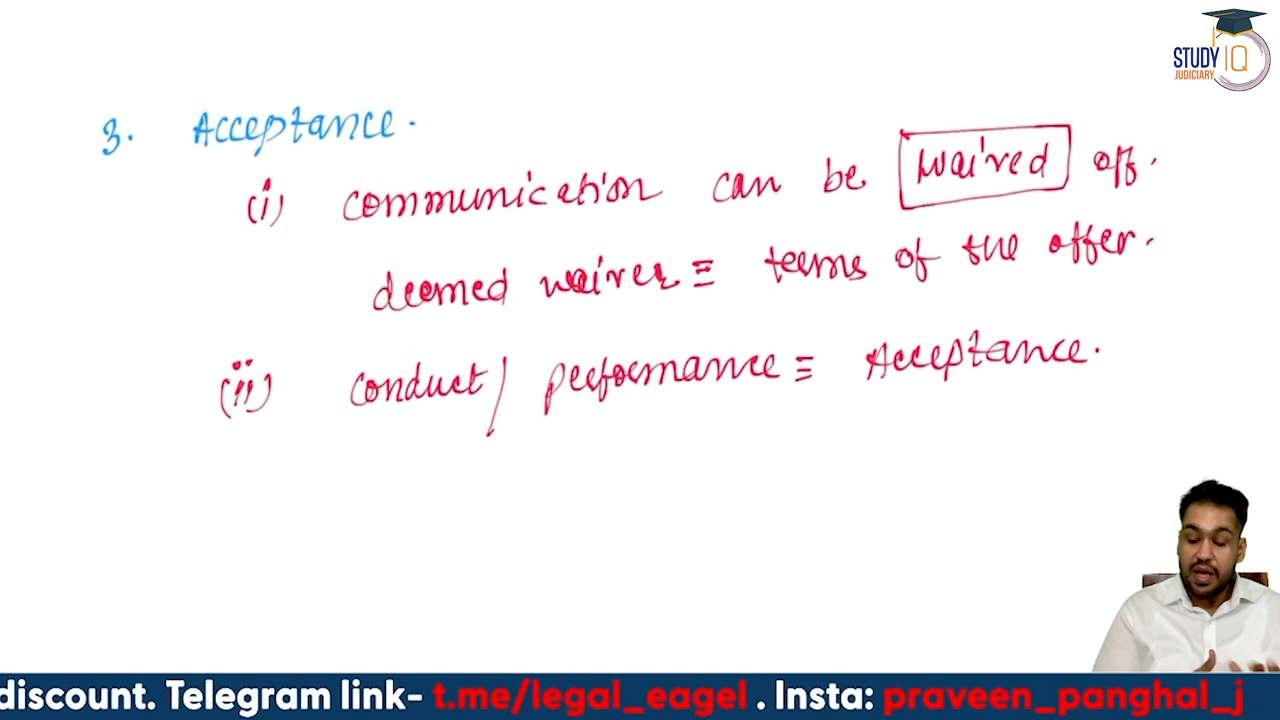 STUDY IQ
JUDICIARY
3. Acceptance.
(i) communication can be waived off.
deemed waiver ≡ terms of the offer.
(ii) conduct/ performance ≡ Acceptance.
discount. Telegram link- t.me/legal_eagel . Insta: praveen_panghal_j